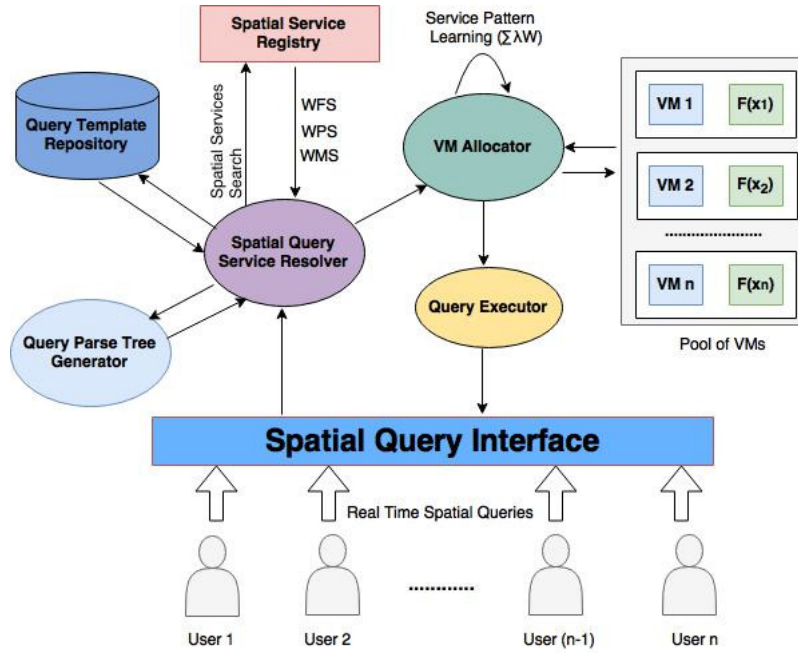 Spatial Service
Registry
Service Pattern
Learning (∑ λW)
Query Template
Repository
Spatial Services
Search
WFS
WPS
WMS
VM Allocator
VM 1
F(x1)
VM 2
F(x2)
........................
VM n
F(xn)
Pool of VMs
Spatial Query
Service Resolver
Query Executor
Query Parse Tree
Generator
Spatial Query Interface
Real Time Spatial Queries
............
User 1
User 2
User (n-1)
User n